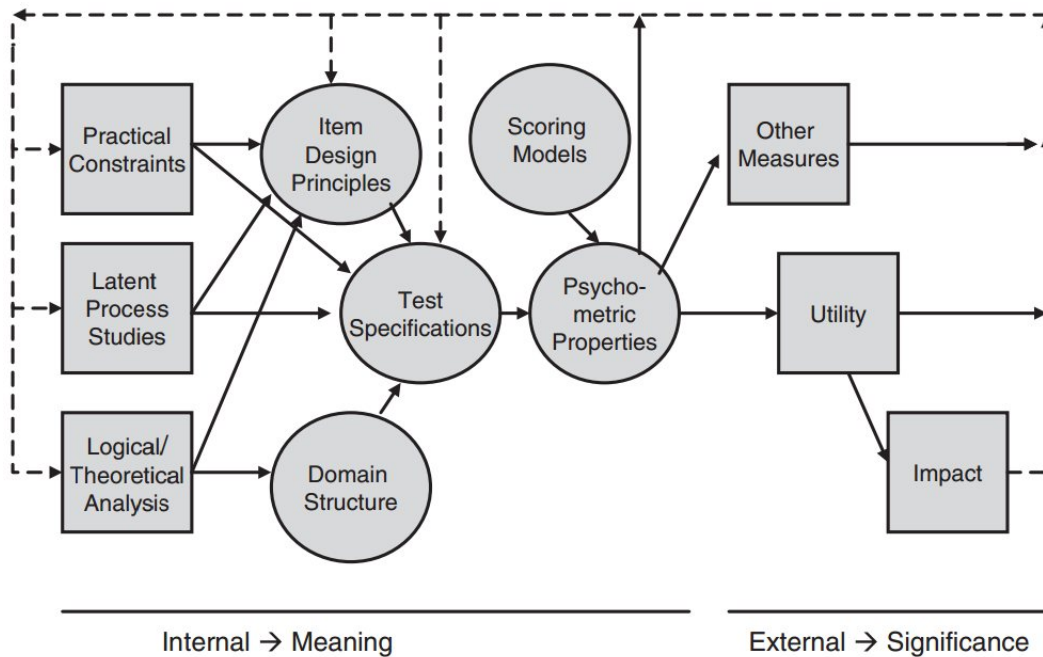 Practical
Constraints
Item
Design
Principles
Scoring
Models
Other
Measures
Latent
Process
Studies
Test
Specifications
Psycho-
metric
Properties
Utility
Logical/
Theoretical
Analysis
Domain
Structure
Impact
Internal → Meaning
External → Significance